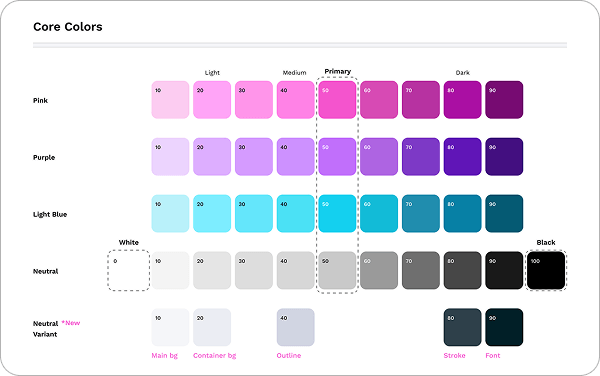 Core Colors
Light Medium Primary Dark
Pink 10 20 30 40 50 60 70 80 90
Purple 10 20 30 40 50 60 70 80 90
Light Blue 10 20 30 40 50 60 70 80 90
White Black
Neutral 0 10 20 30 40 50 60 70 80 90 100
Neutral *New 10 20 40 80 90
Variant
Main bg Container bg Outline Stroke Font